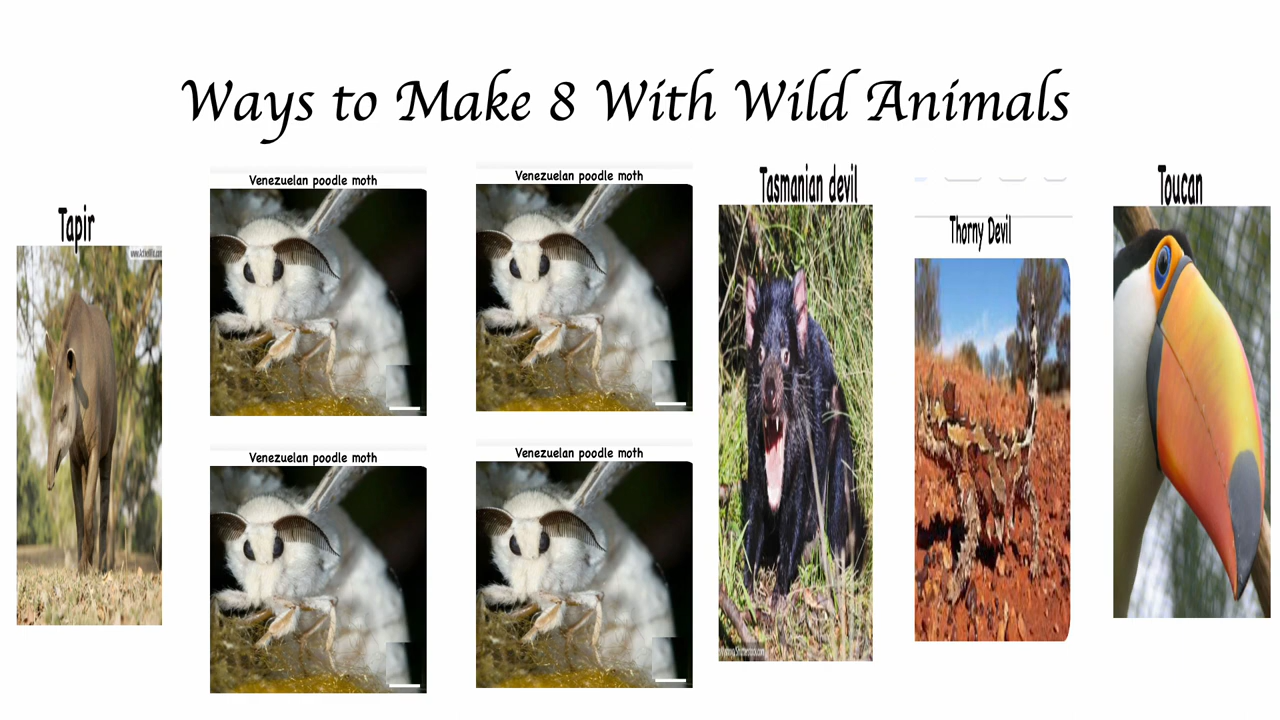 Ways to Make 8 With Wild Animals
Tapir
Venezuelan poodle moth
Venezuelan poodle moth
Tasmanian devil
Thorny Devil
Toucan
Venezuelan poodle moth
Venezuelan poodle moth